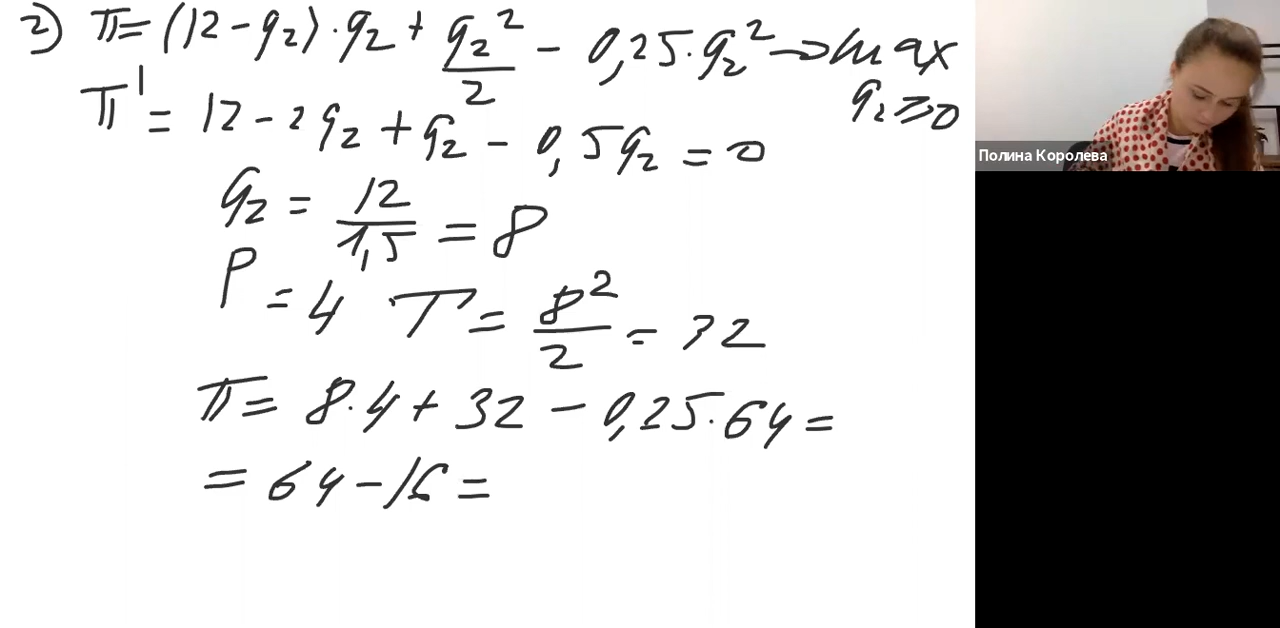 2) π = (12 - q₂) · q₂ + q₂²/2 - 0,25 · q₂² → max
q₂ ≥ 0
π' = 12 - 2q₂ + q₂ - 0,5q₂ = 0
q₂ = 12/1,5 = 8
P = 4 T = 8²/2 = 32
π = 8·4 + 32 - 0,25·64 =
= 64 - 16 =
Полина Королева